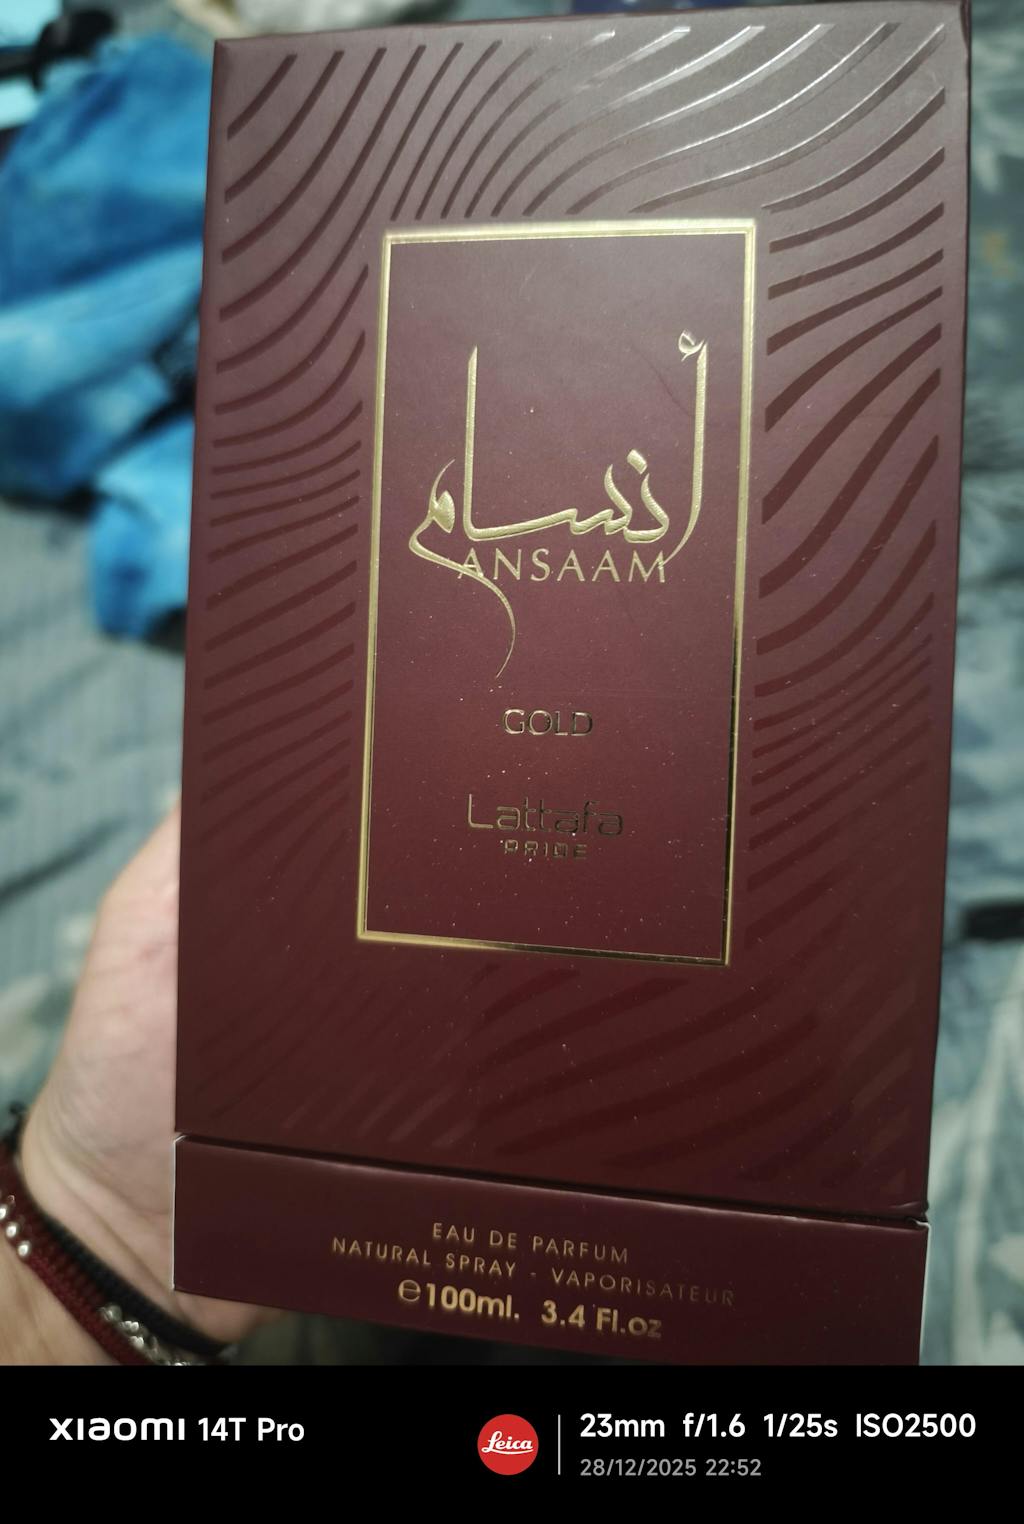 أنسام
ANSAAM
GOLD
Lattafa
PRIDE
EAU DE PARFUM
NATURAL SPRAY - VAPORISATEUR
℮100ml. 3.4 Fl.oz
XIAOMI 14T Pro
Leica
23mm f/1.6 1/25s ISO2500
28/12/2025 22:52